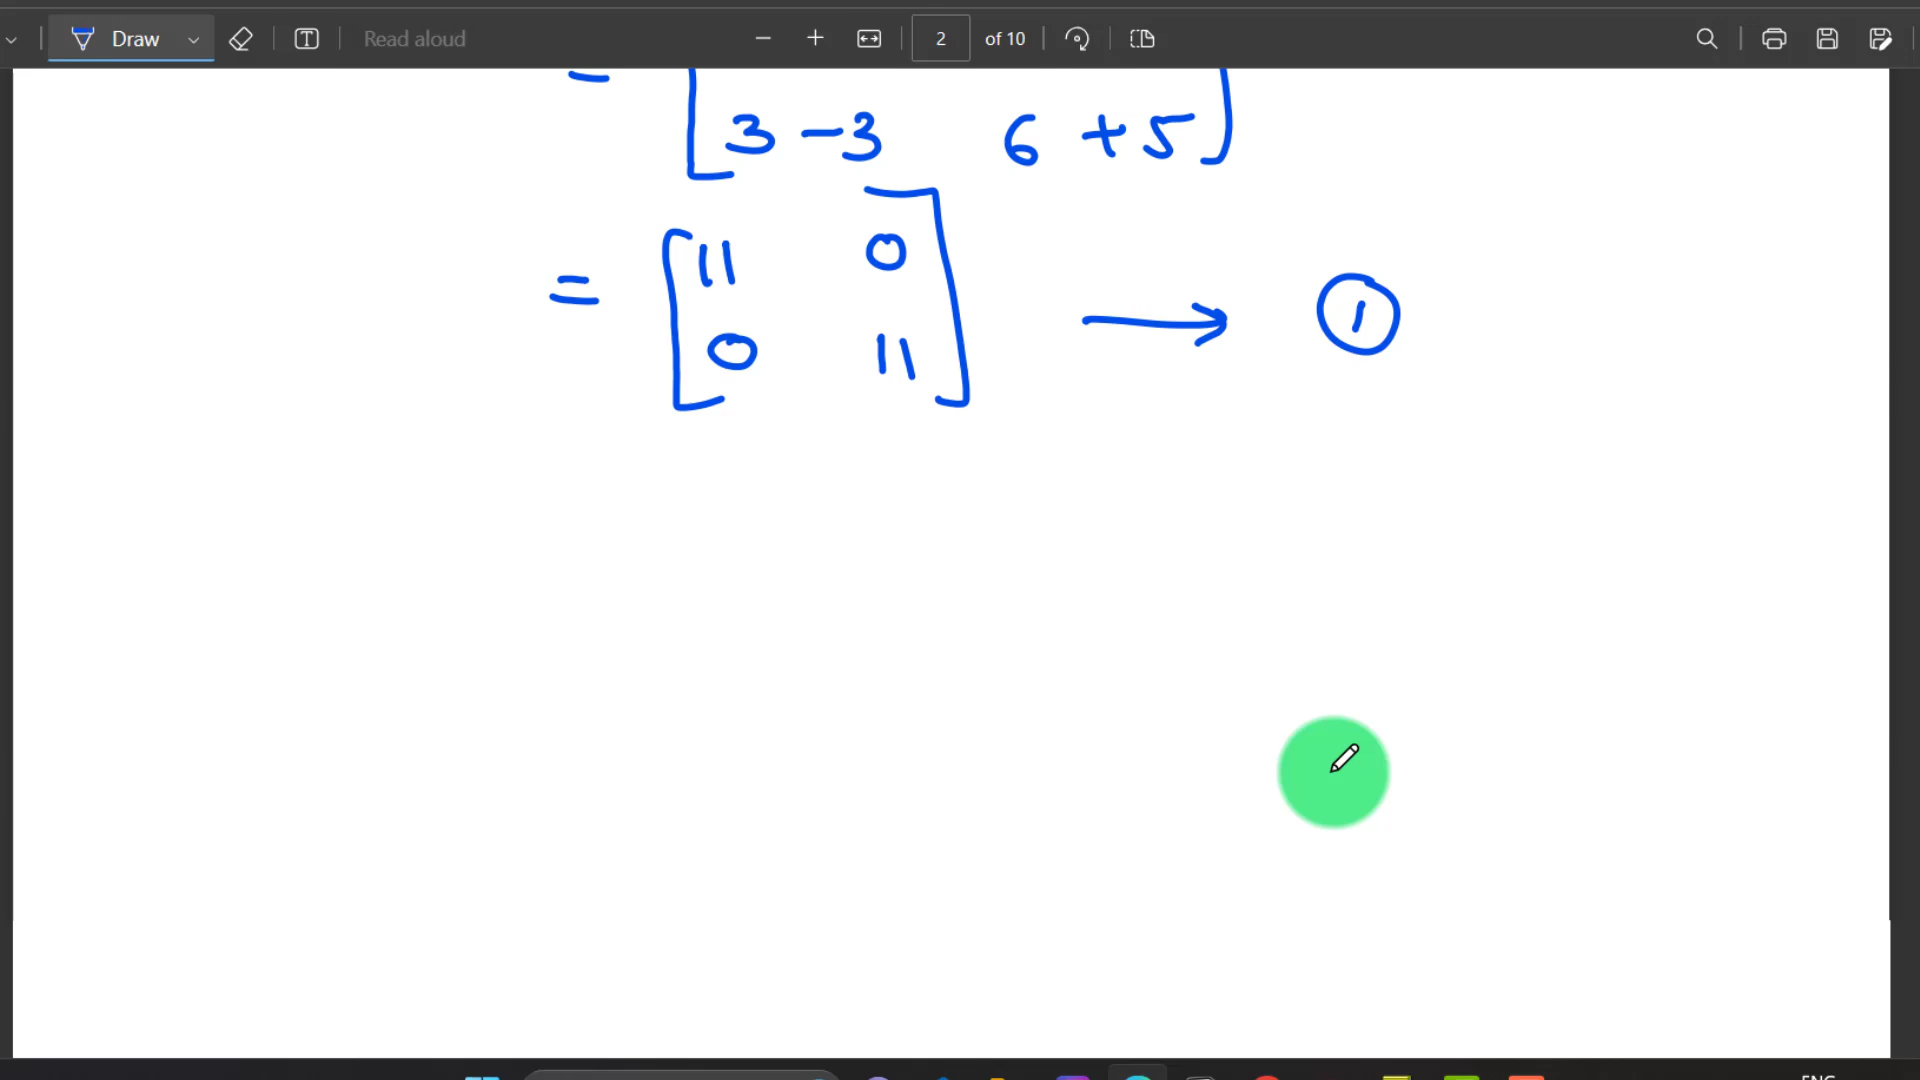 Draw Read aloud 2 of 10
=
3 - 3 6 + 5
= [ 11 0
0 11 ] → ①